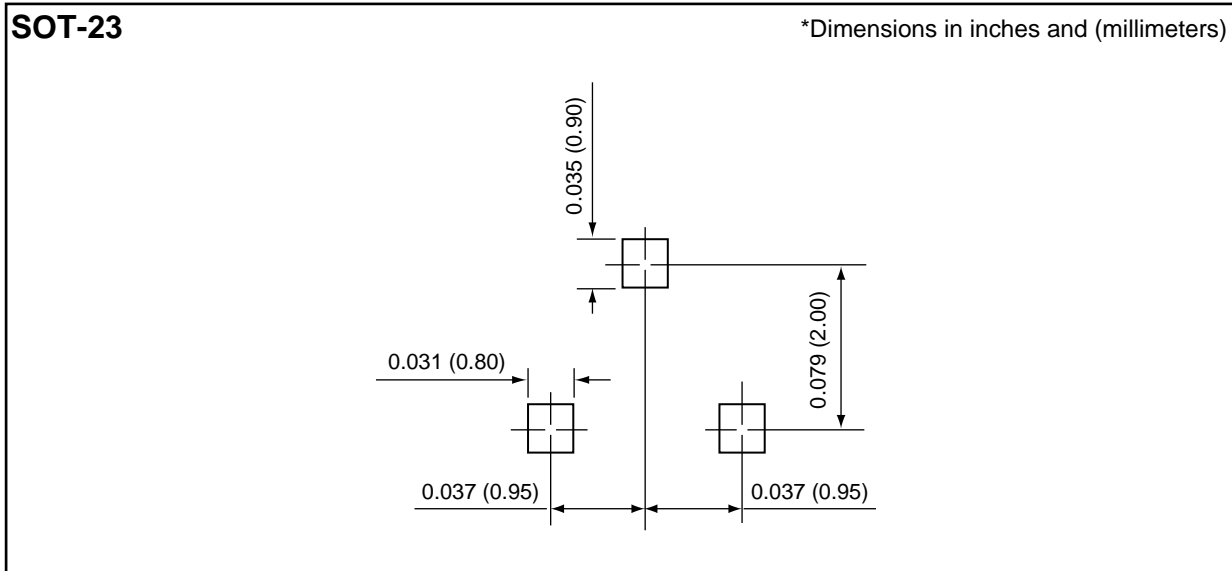 SOT-23
*Dimensions in inches and (millimeters)
0.035 (0.90)
0.079 (2.00)
0.031 (0.80)
0.037 (0.95)
0.037 (0.95)